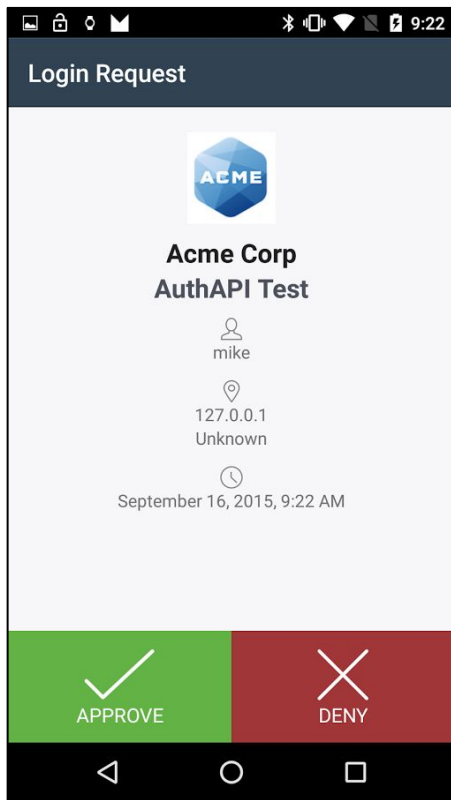 9:22
Login Request
ACME
Acme Corp
AuthAPI Test
mike
127.0.0.1
Unknown
September 16, 2015, 9:22 AM
APPROVE
DENY